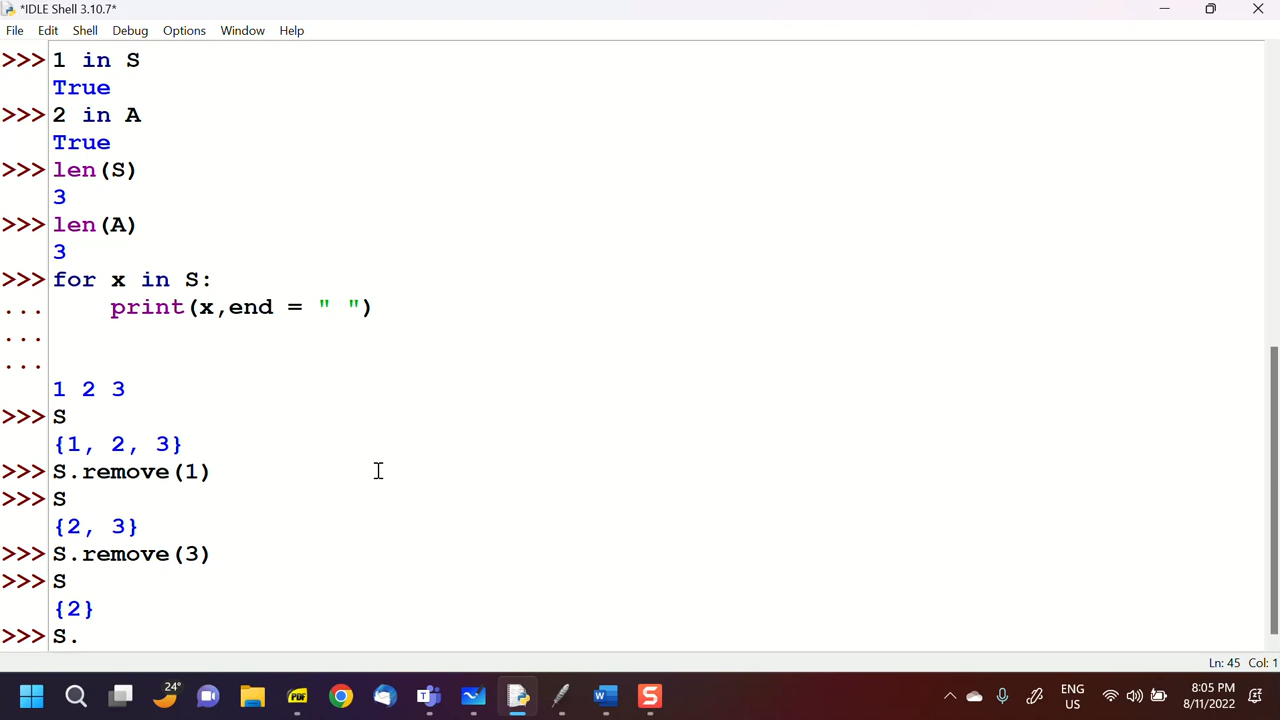 *IDLE Shell 3.10.7*
File Edit Shell Debug Options Window Help
>>> 1 in S
True
>>> 2 in A
True
>>> len(S)
3
>>> len(A)
3
>>> for x in S:
... print(x,end = " ")
...
...
1 2 3
>>> S
{1, 2, 3}
>>> S.remove(1)
>>> S
{2, 3}
>>> S.remove(3)
>>> S
{2}
>>> S.
Ln: 45 Col: 1
24°
PDF
T
W
S
ENG
US
8:05 PM
8/11/2022